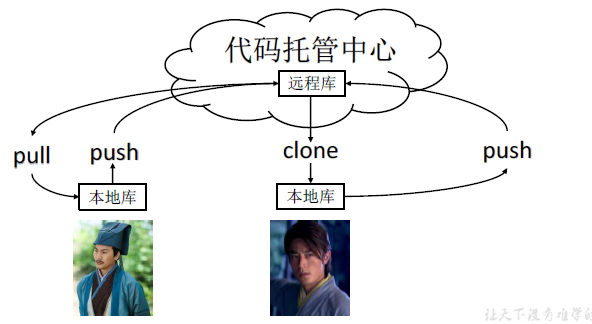 代码托管中心
远程库
pull
push
clone
push
本地库
本地库
让天下没有难学的